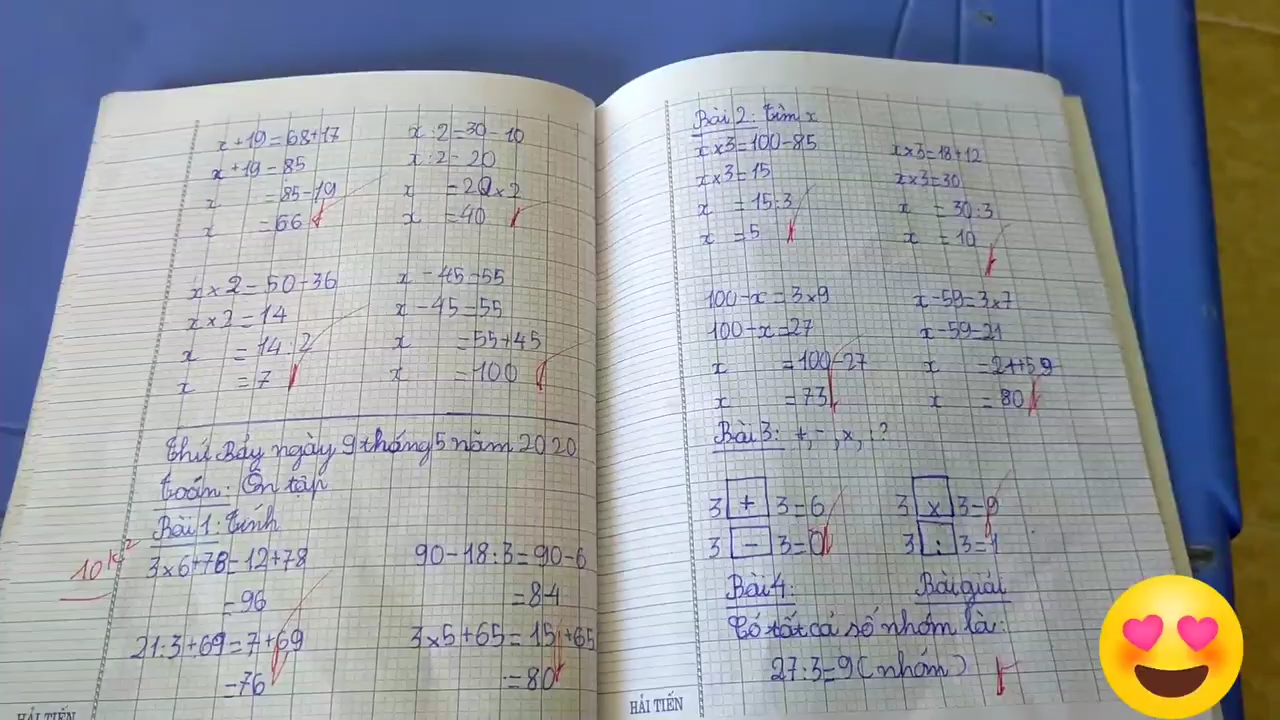 x + 19 = 68 + 17
x + 19 = 85
x = 85 - 19
x = 66
x : 2 = 30 - 10
x : 2 = 20
x = 20 x 2
x = 40
x x 2 = 50 - 36
x x 2 = 14
x = 14 : 2
x = 7
x - 45 = 55
x - 45 = 55
x = 55 + 45
x = 100
Thứ Bảy ngày 9 tháng 5 năm 2020
Toán: Ôn tập
Bài 1: Tính
10
3 x 6 + 78 = 12 + 78
= 96
90 - 18 : 3 = 90 - 6
= 84
21 : 3 + 69 = 7 + 69
= 76
3 x 5 + 65 = 15 + 65
= 80
HẢI TIẾN
Bài 2: Tìm x
x x 3 = 100 - 85
x x 3 = 15
x = 15 : 3
x = 5
x x 3 = 18 + 12
x x 3 = 30
x = 30 : 3
x = 10
100 - x = 3 x 9
100 - x = 27
x = 100 - 27
x = 73
x - 59 = 3 x 7
x - 59 = 21
x = 21 + 59
x = 80
Bài 3: +, -, x, : ?
3 + 3 = 6
3 x 3 = 9
3 - 3 = 0
3 : 3 = 1
Bài 4: Bài giải
Có tất cả số nhóm là:
27 : 3 = 9 (nhóm)
HẢI TIẾN